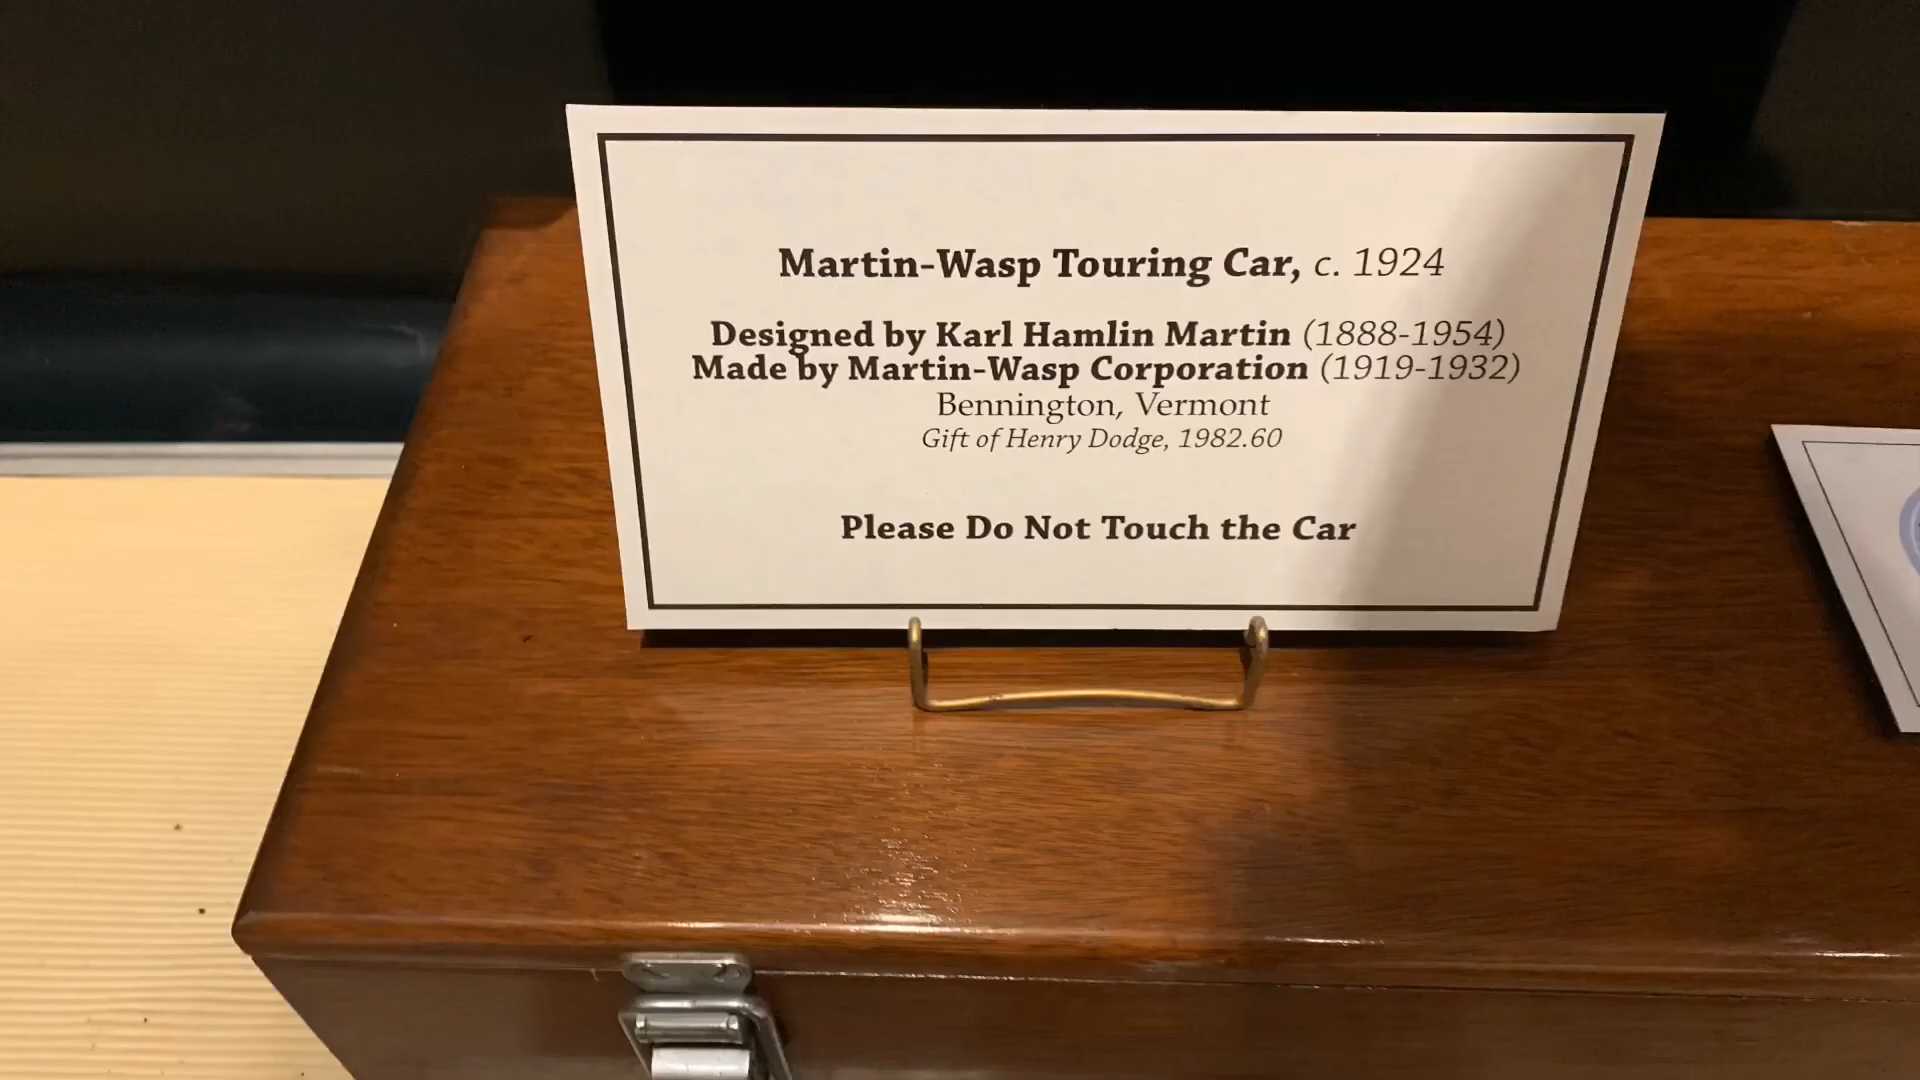 Martin-Wasp Touring Car, c. 1924
Designed by Karl Hamlin Martin (1888-1954)
Made by Martin-Wasp Corporation (1919-1932)
Bennington, Vermont
Gift of Henry Dodge, 1982.60
Please Do Not Touch the Car